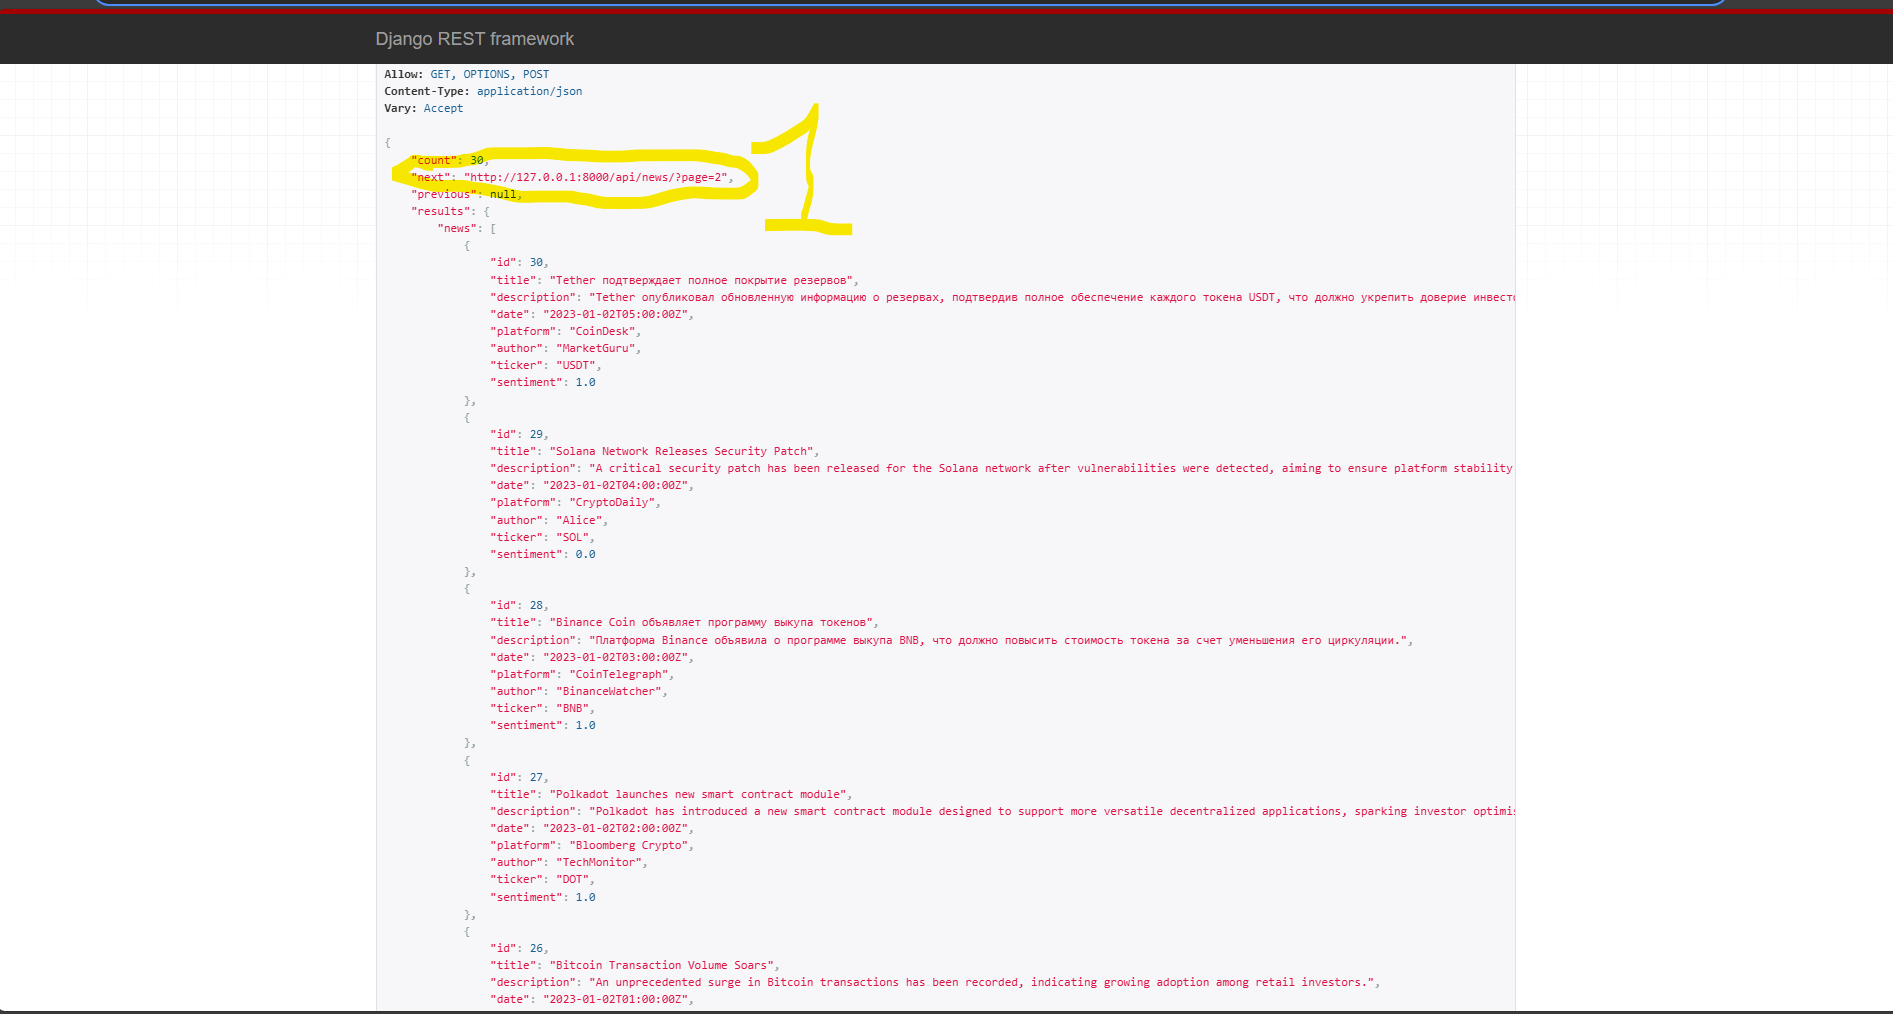 Django REST framework
Allow: GET, OPTIONS, POST
Content-Type: application/json
Vary: Accept
{
"count": 30,
"next": "http://127.0.0.1:8000/api/news/?page=2",
"previous": null,
"results": {
"news": [
{
"id": 30,
"title": "Tether подтверждает полное покрытие резервов",
"description": "Tether опубликовал обновленную информацию о резервах, подтвердив полное обеспечение каждого токена USDT, что должно укрепить доверие
"date": "2023-01-02T05:00:00Z",
"platform": "CoinDesk",
"author": "MarketGuru",
"ticker": "USDT",
"sentiment": 1.0
},
{
"id": 29,
"title": "Solana Network Releases Security Patch",
"description": "A critical security patch has been released for the Solana network after vulnerabilities were detected, aiming to ensure platform stability
"date": "2023-01-02T04:00:00Z",
"platform": "CryptoDaily",
"author": "Alice",
"ticker": "SOL",
"sentiment": 0.0
},
{
"id": 28,
"title": "Binance Coin объявляет программу выкупа токенов",
"description": "Платформа Binance объявила о программе выкупа BNB, что должно повысить стоимость токена за счет уменьшения его циркуляции.",
"date": "2023-01-02T03:00:00Z",
"platform": "CoinTelegraph",
"author": "BinanceWatcher",
"ticker": "BNB",
"sentiment": 1.0
},
{
"id": 27,
"title": "Polkadot launches new smart contract module",
"description": "Polkadot has introduced a new smart contract module designed to support more versatile decentralized applications, sparking investor
"date": "2023-01-02T02:00:00Z",
"platform": "Bloomberg Crypto",
"author": "TechMonitor",
"ticker": "DOT",
"sentiment": 1.0
},
{
"id": 26,
"title": "Bitcoin Transaction Volume Soars",
"description": "An unprecedented surge in Bitcoin transactions has been recorded, indicating growing adoption among retail investors.",
"date": "2023-01-02T01:00:00Z",
1